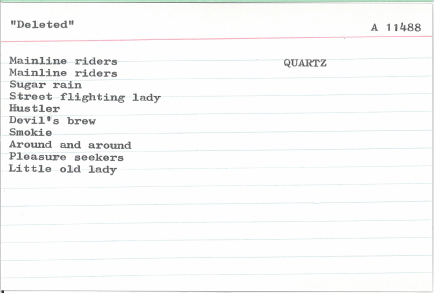 "Deleted"
A 11488
Mainline riders QUARTZ
Mainline riders
Sugar rain
Street flighting lady
Hustler
Devil's brew
Smokie
Around and around
Pleasure seekers
Little old lady